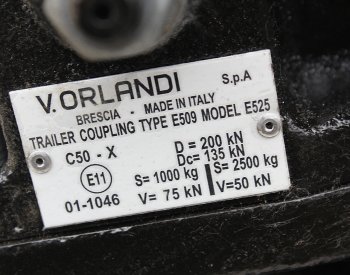 V.ORLANDI S.p.A
BRESCIA - MADE IN ITALY
TRAILER COUPLING TYPE E509 MODEL E525
C50 - X D = 200 kN
Dc= 135 kN
E11 S= 1000 kg S= 2500 kg
01-1046 V= 75 kN V=50 kN